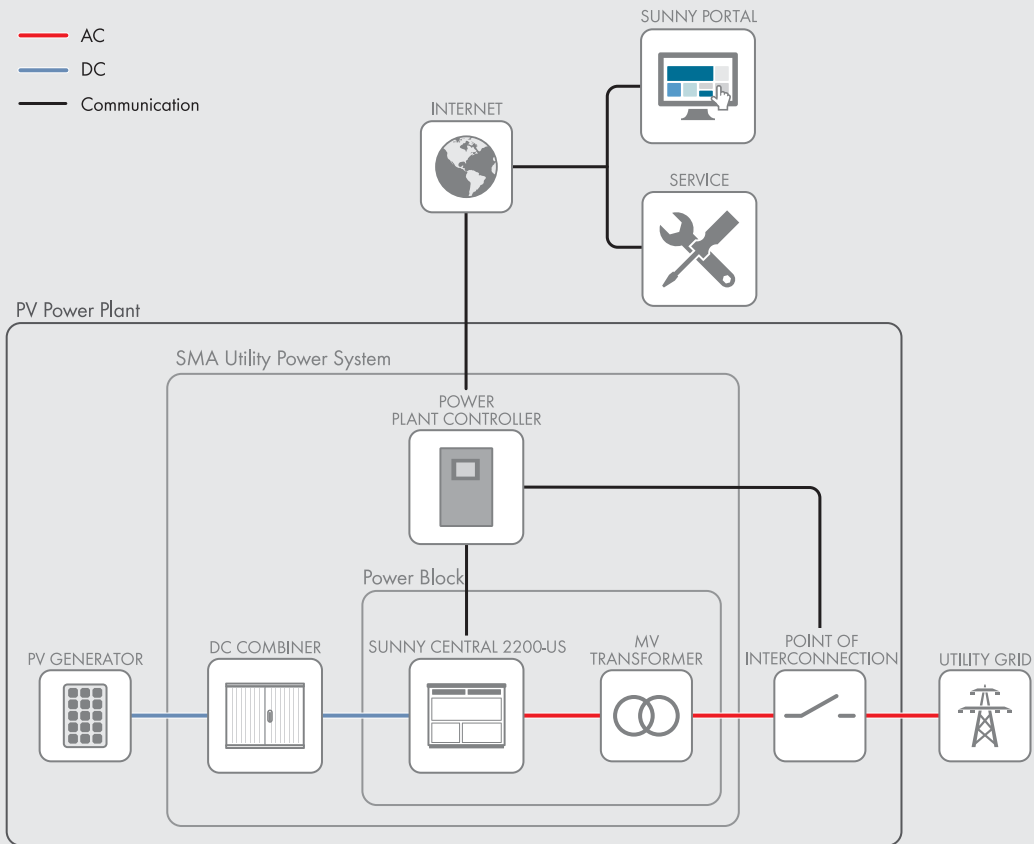 SUNNY PORTAL
AC
DC
Communication
INTERNET
SERVICE
PV Power Plant
SMA Utility Power System
POWER
PLANT CONTROLLER
Power Block
PV GENERATOR
DC COMBINER
SUNNY CENTRAL 2200-US
MV
TRANSFORMER
POINT OF
INTERCONNECTION
UTILITY GRID